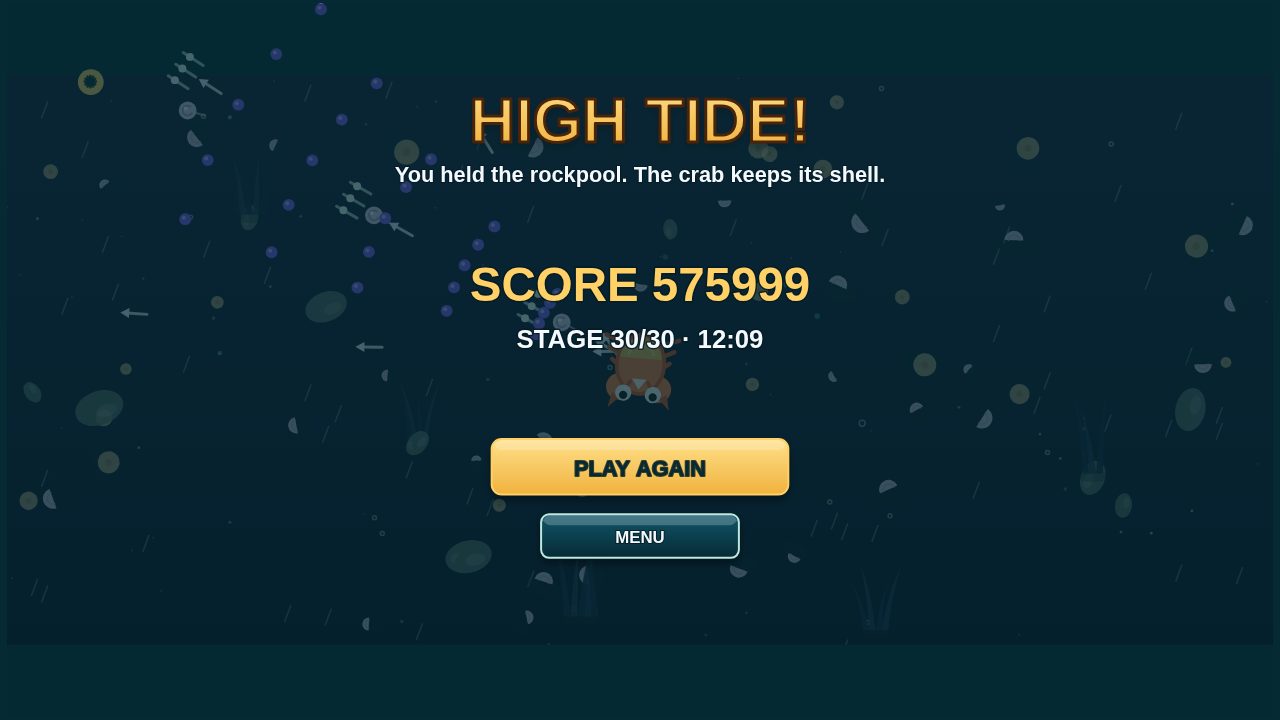 HIGH TIDE!
You held the rockpool. The crab keeps its shell.
SCORE 575999
STAGE 30/30 · 12:09
PLAY AGAIN
MENU